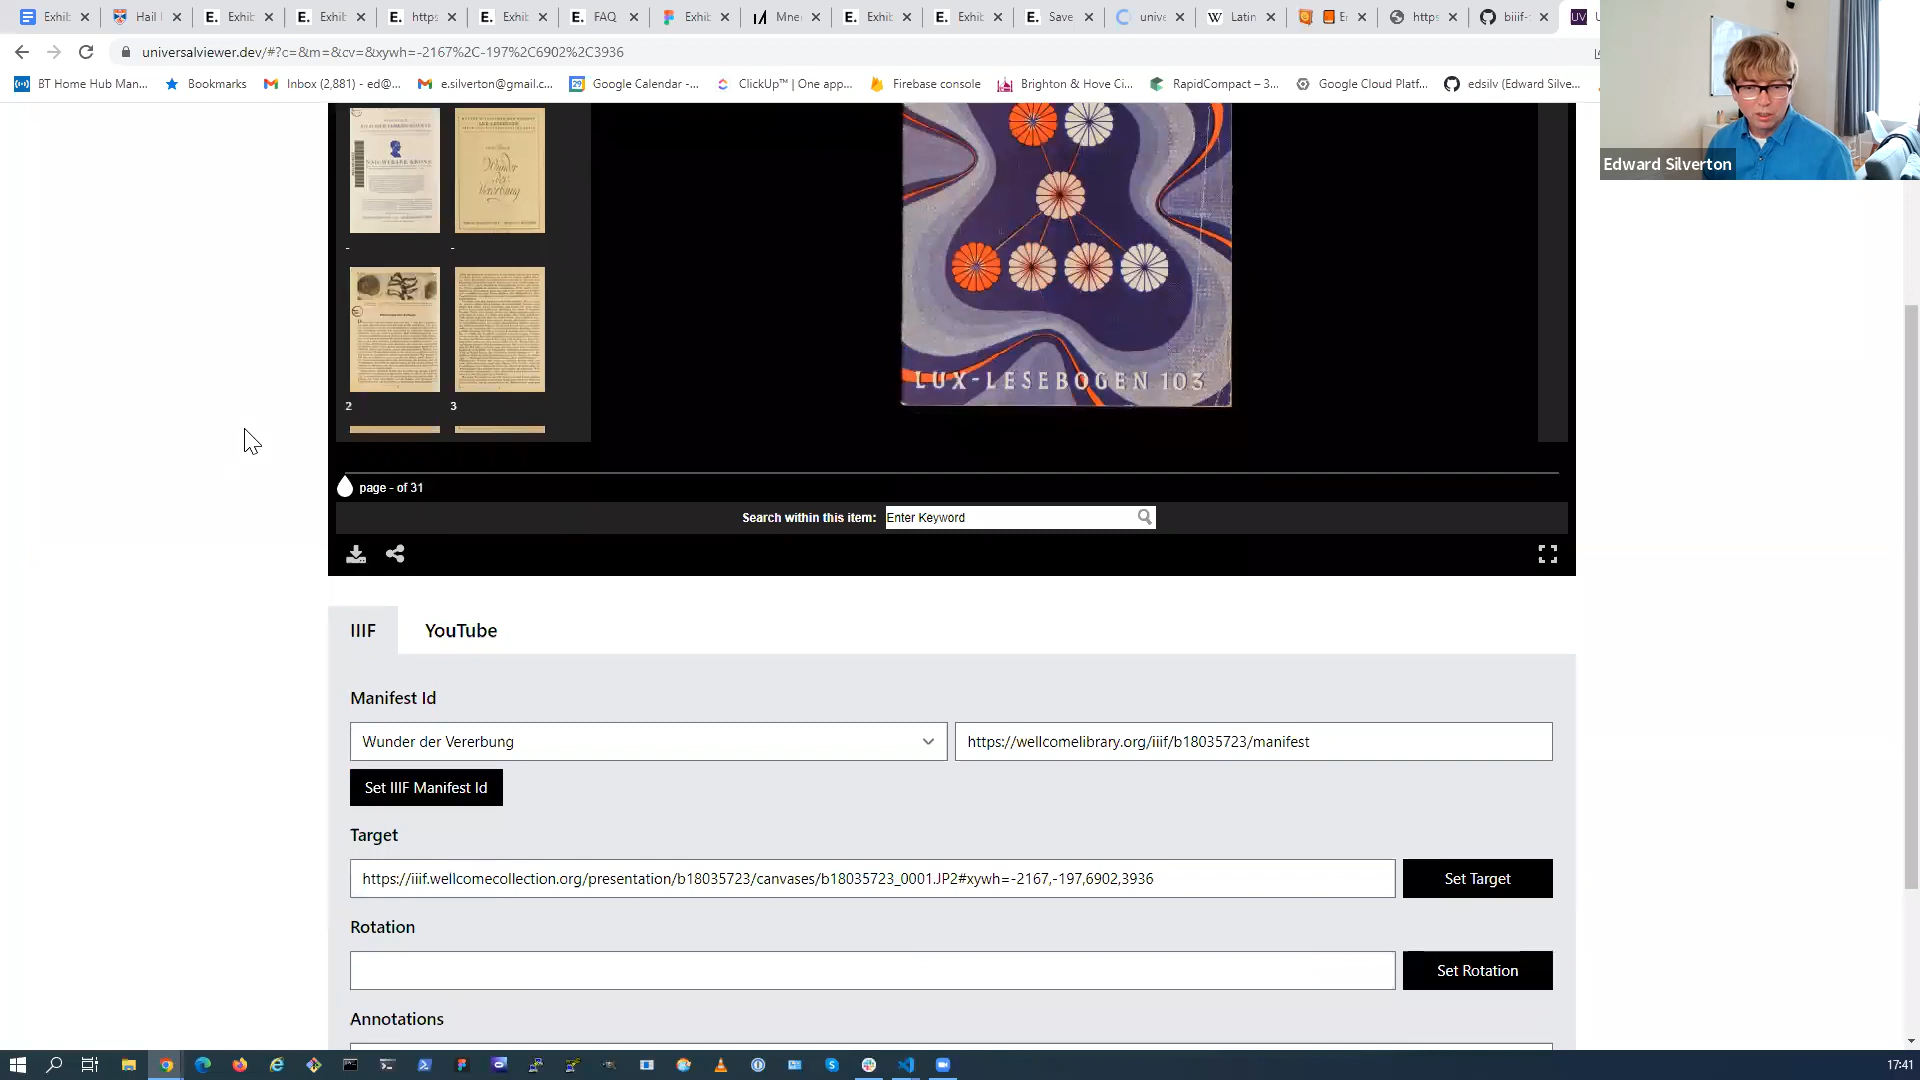 Exhib
Hail
Exhib
Exhib
https
Exhib
FAQ
Exhib
Mne
Exhib
Exhib
Save
unive
Latin
https
biiif-
universalviewer.dev/#?c=&m=&cv=&xywh=-2167%2C-197%2C6902%2C3936
BT Home Hub Man... Bookmarks Inbox (2,881) - ed@... e.silverton@gmail.c... Google Calendar -... ClickUp™ | One app... Firebase console Brighton & Hove Ci... RapidCompact – 3... Google Cloud Platf... edsilv (Edward Silve...
Edward Silverton
Wunder
der
Vererbung
- -
2 3
LUX-LESEBOGEN 103
page - of 31
Search within this item: Enter Keyword
IIIF YouTube
Manifest Id
Wunder der Vererbung https://wellcomelibrary.org/iiif/b18035723/manifest
Set IIIF Manifest Id
Target
https://iiif.wellcomecollection.org/presentation/b18035723/canvases/b18035723_0001.JP2#xywh=-2167,-197,6902,3936 Set Target
Rotation
Set Rotation
Annotations
17:41